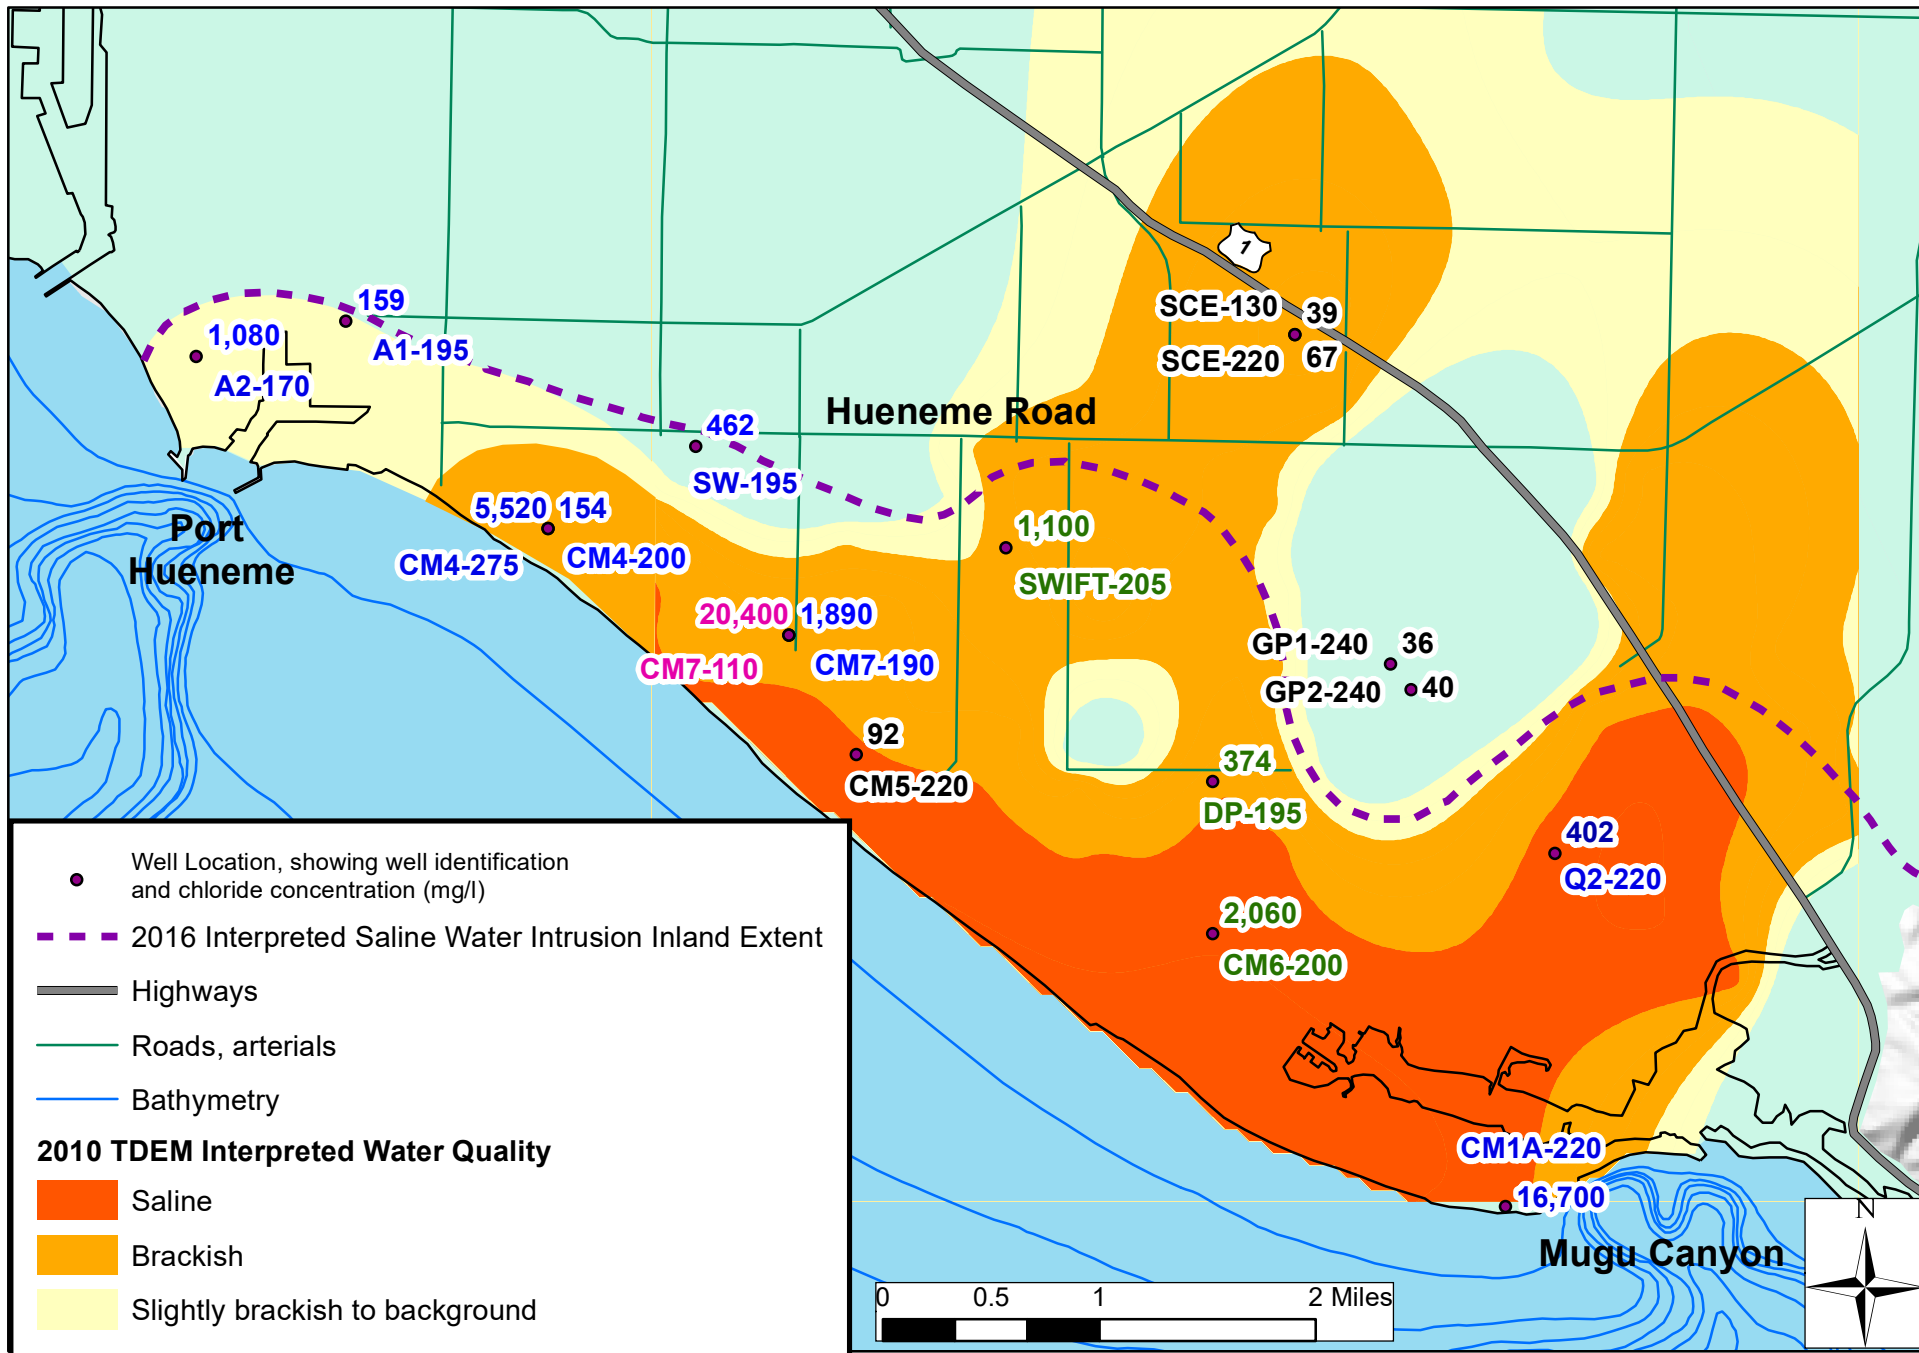 1
SCE-130 39
159
1,080
A1-195
SCE-220 67
A2-170
Hueneme Road
462
SW-195
5,520 154
Port
Hueneme
1,100
CM4-275
CM4-200
SWIFT-205
20,400 1,890
GP1-240 36
CM7-110
CM7-190
GP2-240 40
92
374
CM5-220
DP-195
402
Q2-220
2,060
CM6-200
CM1A-220
16,700
Mugu Canyon
Well Location, showing well identification
and chloride concentration (mg/l)
2016 Interpreted Saline Water Intrusion Inland Extent
Highways
Roads, arterials
Bathymetry
2010 TDEM Interpreted Water Quality
Saline
Brackish
Slightly brackish to background
0 0.5 1 2 Miles
N